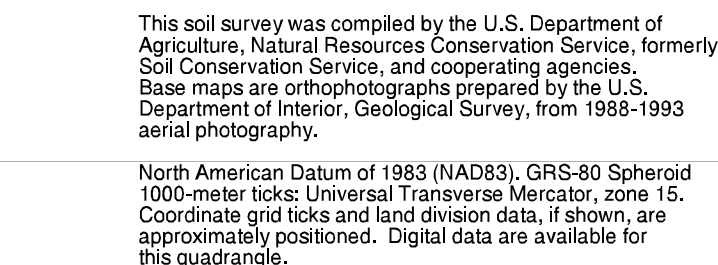 This soil survey was compiled by the U.S. Department of
Agriculture, Natural Resources Conservation Service, formerly
Soil Conservation Service, and cooperating agencies.
Base maps are orthophotographs prepared by the U.S.
Department of Interior, Geological Survey, from 1988-1993
aerial photography.
North American Datum of 1983 (NAD83). GRS-80 Spheroid
1000-meter ticks: Universal Transverse Mercator, zone 15.
Coordinate grid ticks and land division data, if shown, are
approximately positioned.  Digital data are available for
this quadrangle.